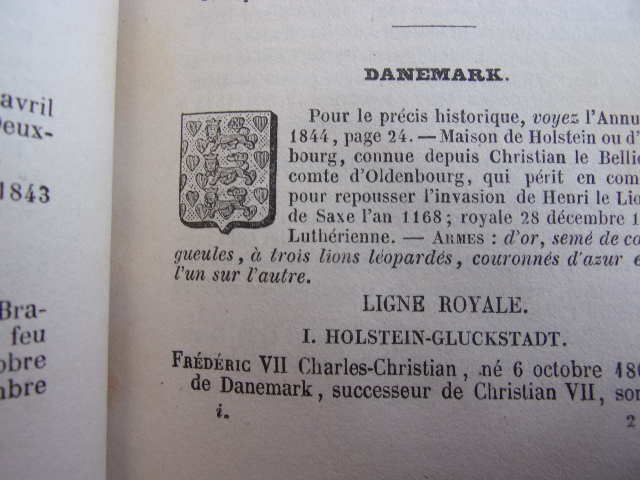 avril
Deux-
1843
Bra-
feu
obre
mbre
DANEMARK.
Pour le précis historique, voyez l'Annu
1844, page 24. — Maison de Holstein ou d'
bourg, connue depuis Christian le Bellic
comte d'Oldenbourg, qui périt en com
pour repousser l'invasion de Henri le Lio
de Saxe l'an 1168; royale 28 décembre 1
Luthérienne. — ARMES : d'or, semé de co
gueules, à trois lions léopardés, couronnés d'azur e
l'un sur l'autre.
LIGNE ROYALE.
I. HOLSTEIN-GLUCKSTADT.
FRÉDÉRIC VII Charles-Christian, né 6 octobre 180
de Danemark, successeur de Christian VII, son
i.
2